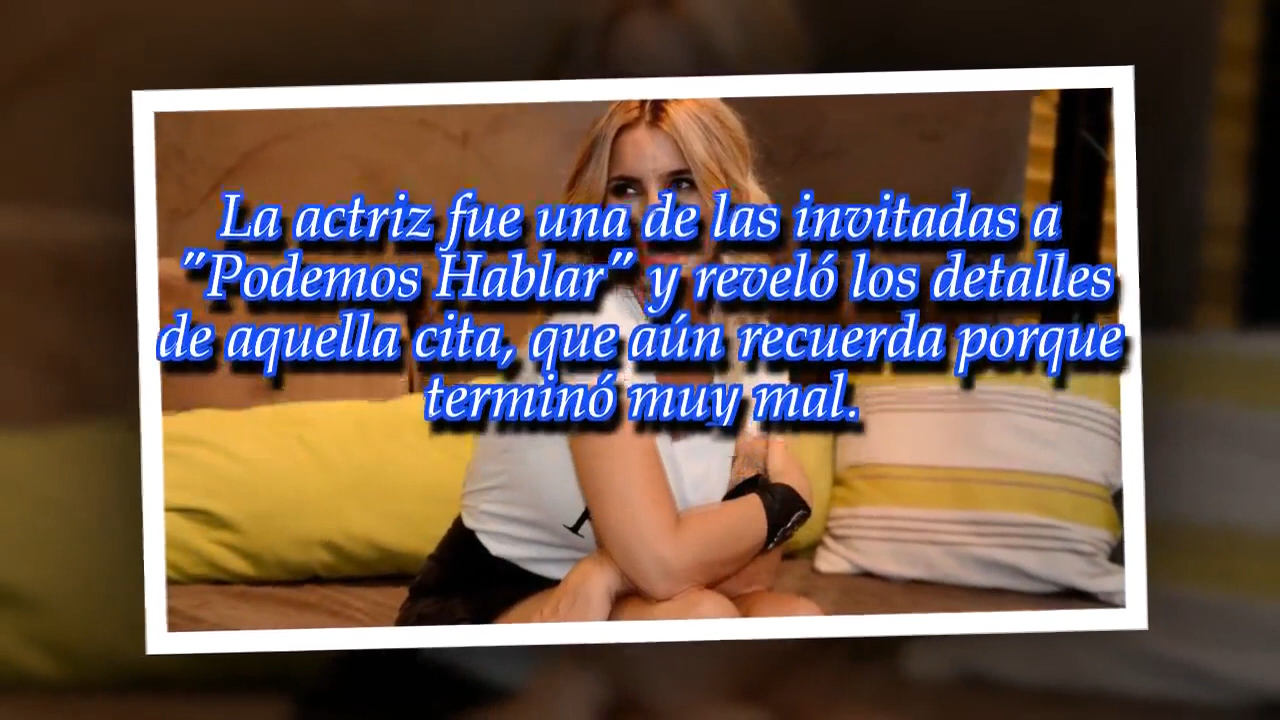 La actriz fue una de las invitadas a
"Podemos Hablar" y reveló los detalles
de aquella cita, que aún recuerda porque
terminó muy mal.